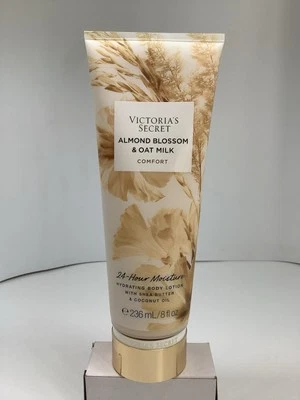 VICTORIA'S
SECRET
ALMOND BLOSSOM
& OAT MILK
COMFORT
24-Hour Moisture
HYDRATING BODY LOTION
WITH SHEA BUTTER
& COCONUT OIL
℮ 236 mL/8 fl oz